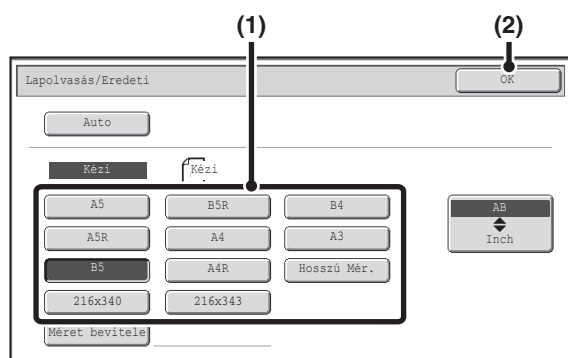 (1) (2)
Lapolvasás/Eredeti OK
Auto
Kézi Kézi
A5 B5R B4
AB
A5R A4 A3
Inch
B5 A4R Hosszú Mér.
216x340 216x343
Méret bevitele